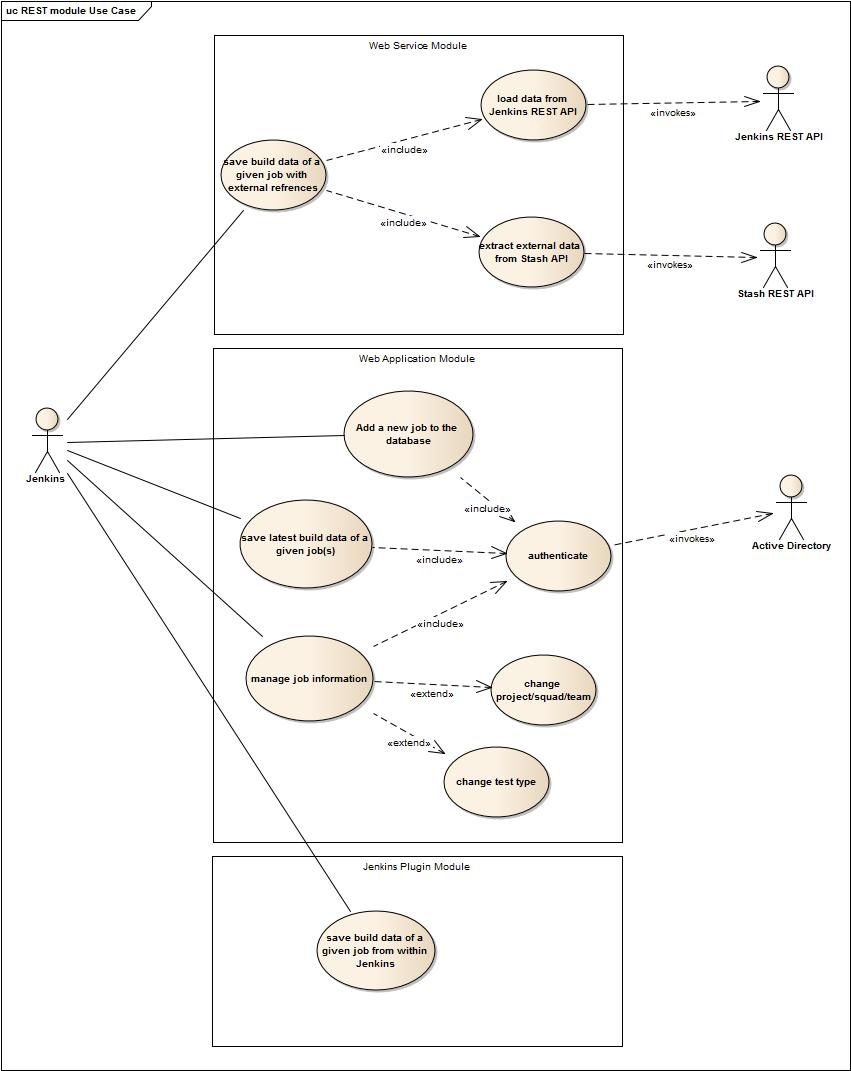 uc REST module Use Case
Web Service Module
load data from
Jenkins REST API
«invokes»
Jenkins REST API
«include»
save build data of a
given job with
external refrences
«include»
extract external data
from Stash API
«invokes»
Stash REST API
Web Application Module
Add a new job to the
database
Jenkins
«include»
save latest build data of a
given job(s)
«include»
authenticate
«invokes»
Active Directory
«include»
manage job information
«extend»
change
project/squad/team
«extend»
change test type
Jenkins Plugin Module
save build data of a
given job from within
Jenkins